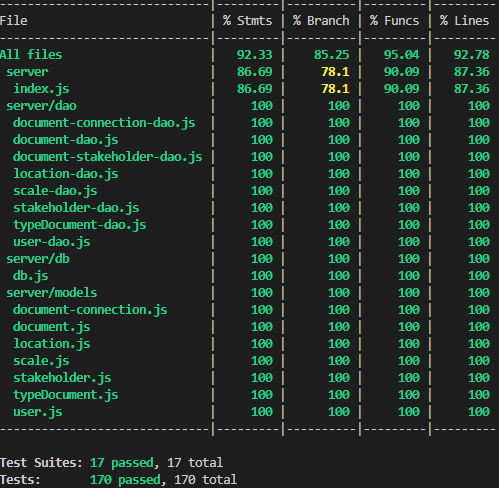 -------------------------------|---------|----------|---------|---------|
File                           | % Stmts | % Branch | % Funcs | % Lines |
-------------------------------|---------|----------|---------|---------|
All files                      |   92.33 |    85.25 |   95.04 |   92.78 |
 server                        |   86.69 |     78.1 |   90.09 |   87.36 |
  index.js                     |   86.69 |     78.1 |   90.09 |   87.36 |
 server/dao                    |     100 |      100 |     100 |     100 |
  document-connection-dao.js   |     100 |      100 |     100 |     100 |
  document-dao.js              |     100 |      100 |     100 |     100 |
  document-stakeholder-dao.js  |     100 |      100 |     100 |     100 |
  location-dao.js              |     100 |      100 |     100 |     100 |
  scale-dao.js                 |     100 |      100 |     100 |     100 |
  stakeholder-dao.js           |     100 |      100 |     100 |     100 |
  typeDocument-dao.js          |     100 |      100 |     100 |     100 |
  user-dao.js                  |     100 |      100 |     100 |     100 |
 server/db                     |     100 |      100 |     100 |     100 |
  db.js                        |     100 |      100 |     100 |     100 |
 server/models                 |     100 |      100 |     100 |     100 |
  document-connection.js       |     100 |      100 |     100 |     100 |
  document.js                  |     100 |      100 |     100 |     100 |
  location.js                  |     100 |      100 |     100 |     100 |
  scale.js                     |     100 |      100 |     100 |     100 |
  stakeholder.js               |     100 |      100 |     100 |     100 |
  typeDocument.js              |     100 |      100 |     100 |     100 |
  user.js                      |     100 |      100 |     100 |     100 |
-------------------------------|---------|----------|---------|---------|
Test Suites: 17 passed, 17 total
Tests:       170 passed, 170 total